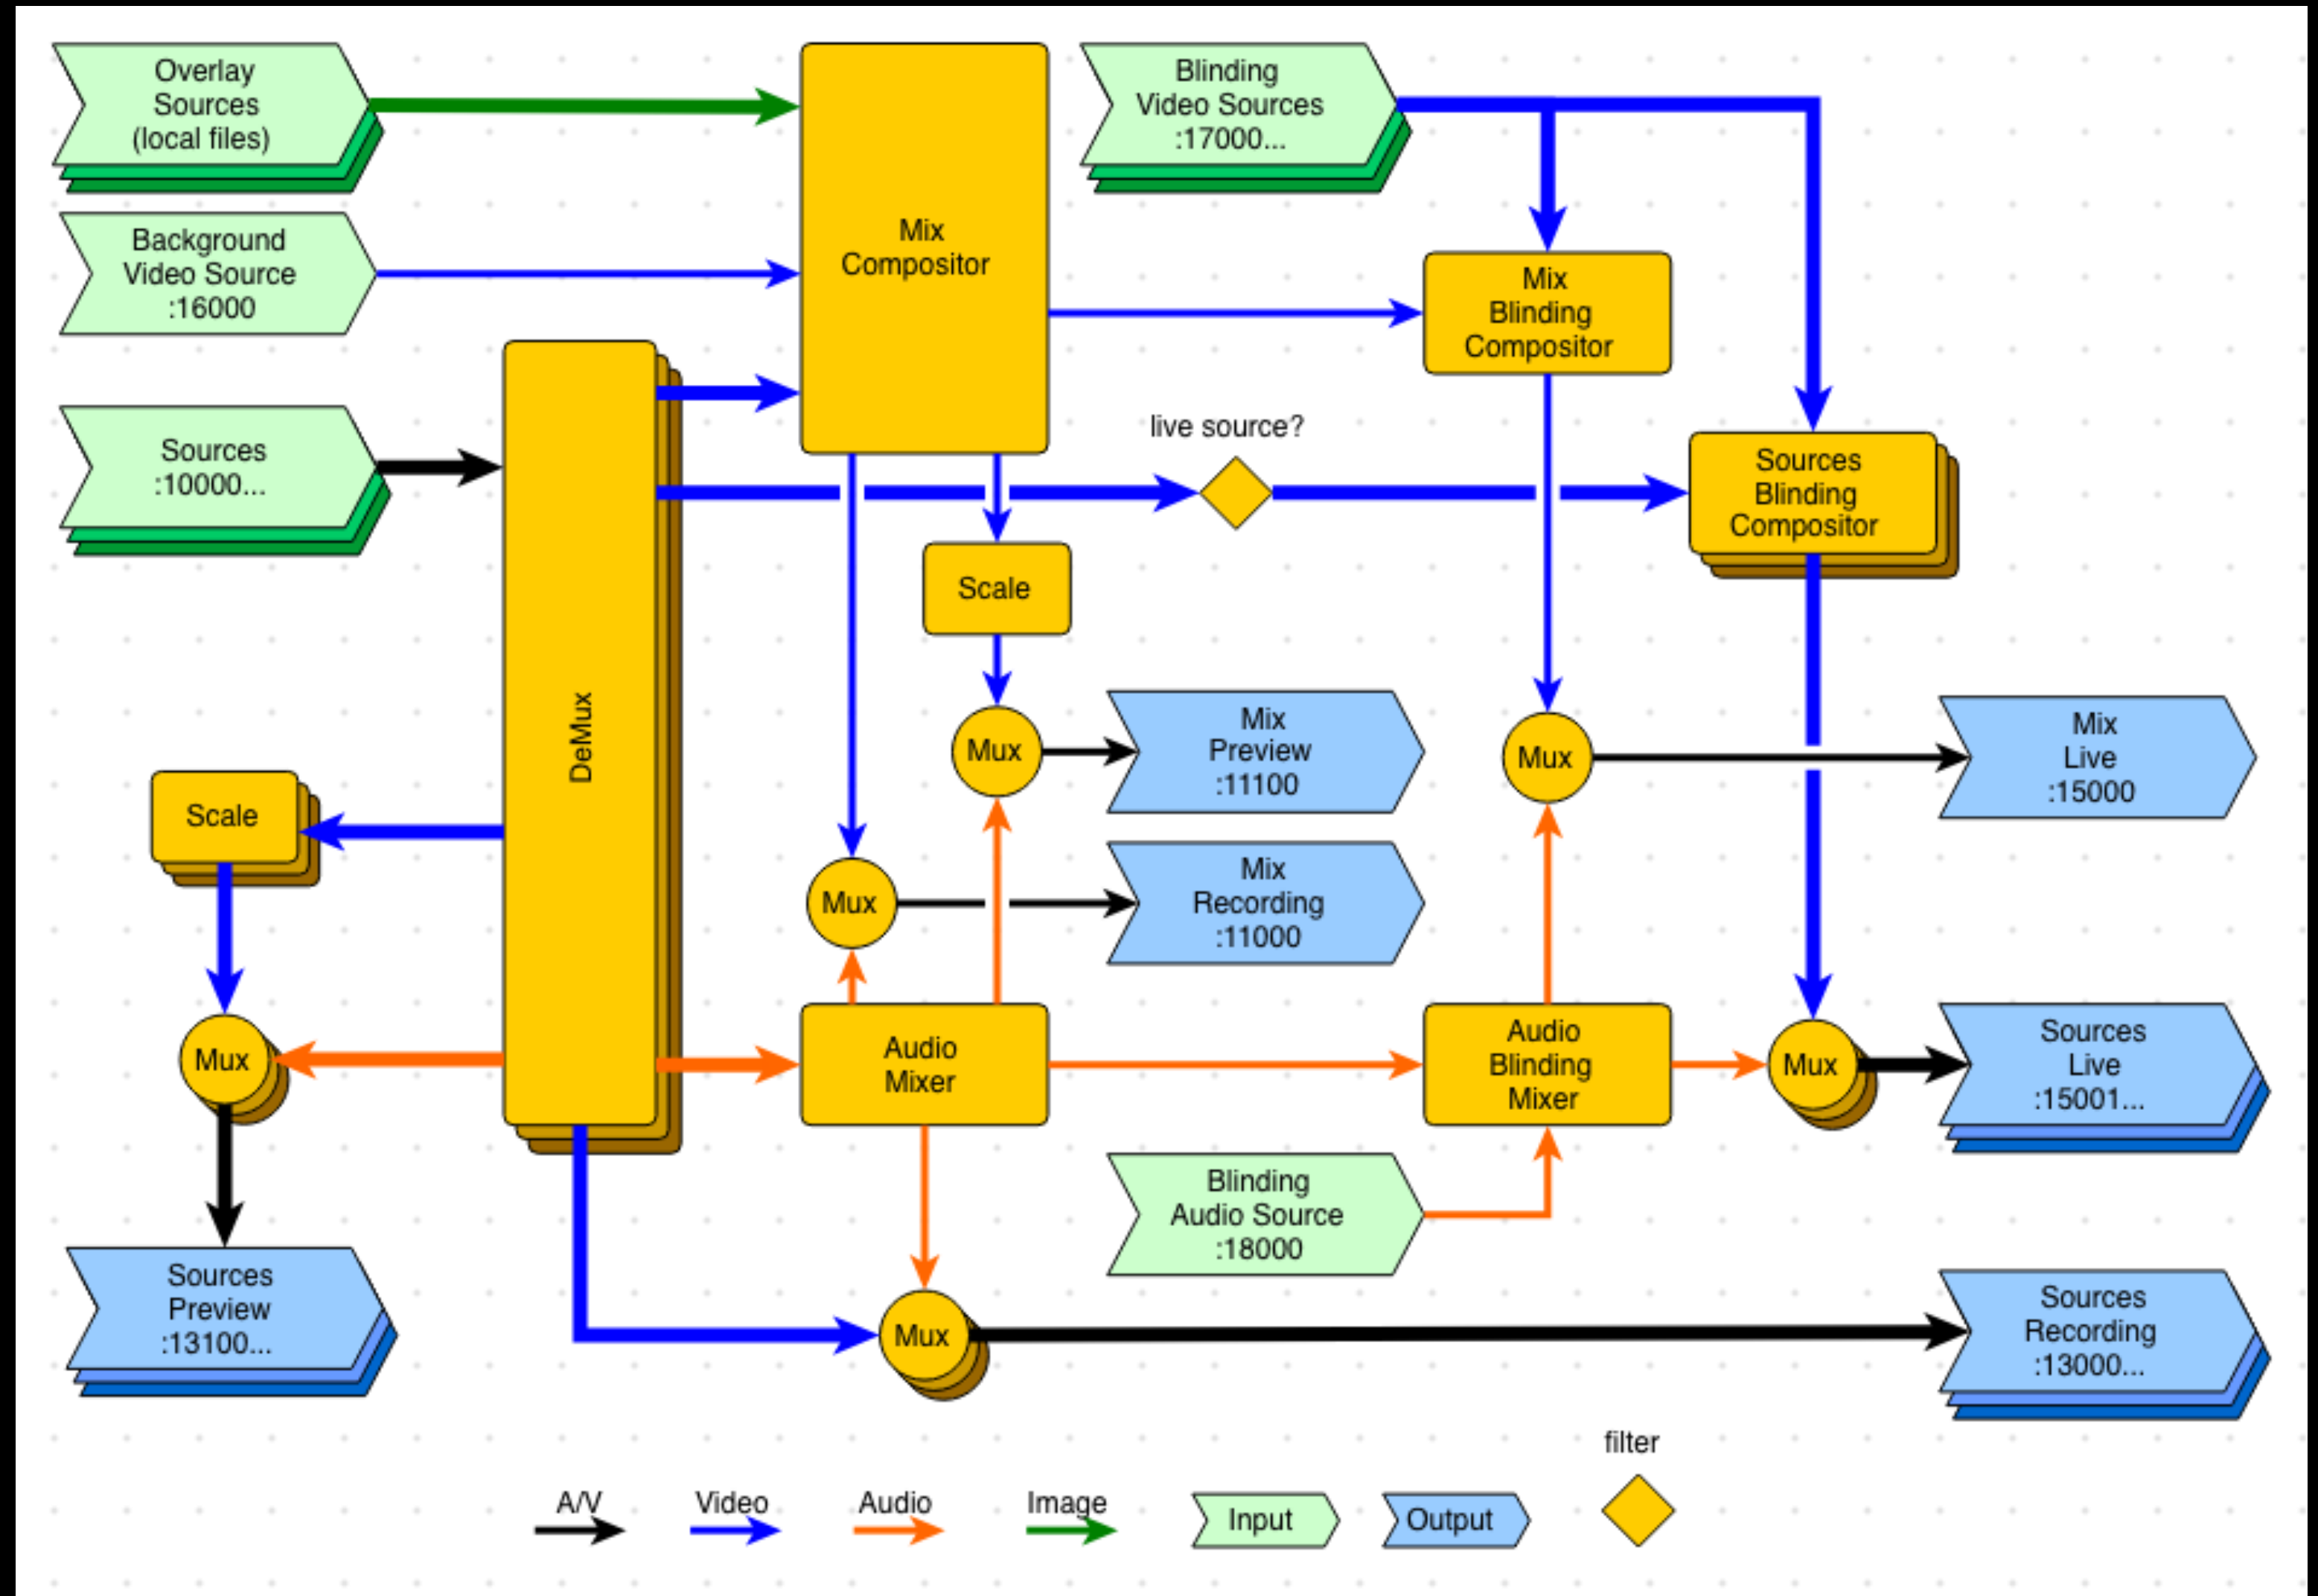 Overlay
Sources
(local files)
Mix
Compositor
Blinding
Video Sources
:17000...
Background
Video Source
:16000
Mix
Blinding
Compositor
Sources
:10000...
live source?
Sources
Blinding
Compositor
Scale
DeMux
Mux
Mix
Preview
:11100
Mux
Mix
Live
:15000
Scale
Mux
Mix
Recording
:11000
Mux
Audio
Mixer
Audio
Blinding
Mixer
Mux
Sources
Live
:15001...
Blinding
Audio Source
:18000
Sources
Preview
:13100...
Mux
Sources
Recording
:13000...
A/V
Video
Audio
Image
Input
Output
filter